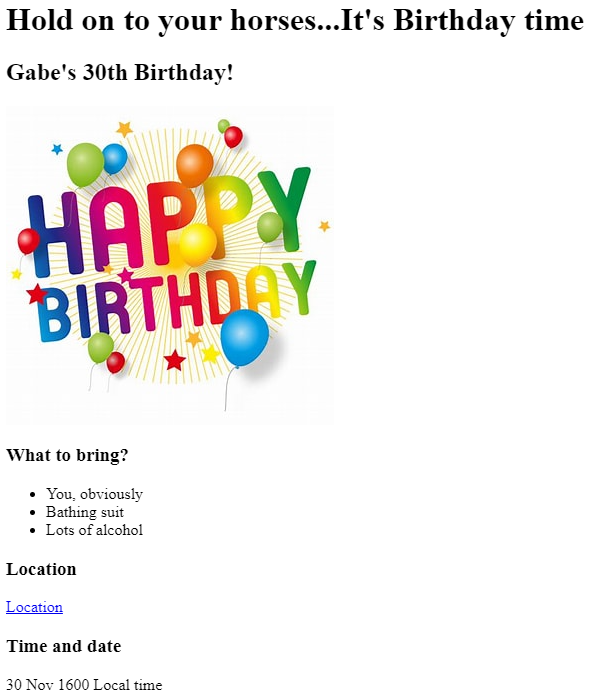 Hold on to your horses...It's Birthday time
Gabe's 30th Birthday!
HAPPY
BIRTHDAY
What to bring?
You, obviously
Bathing suit
Lots of alcohol
Location
Location
Time and date
30 Nov 1600 Local time